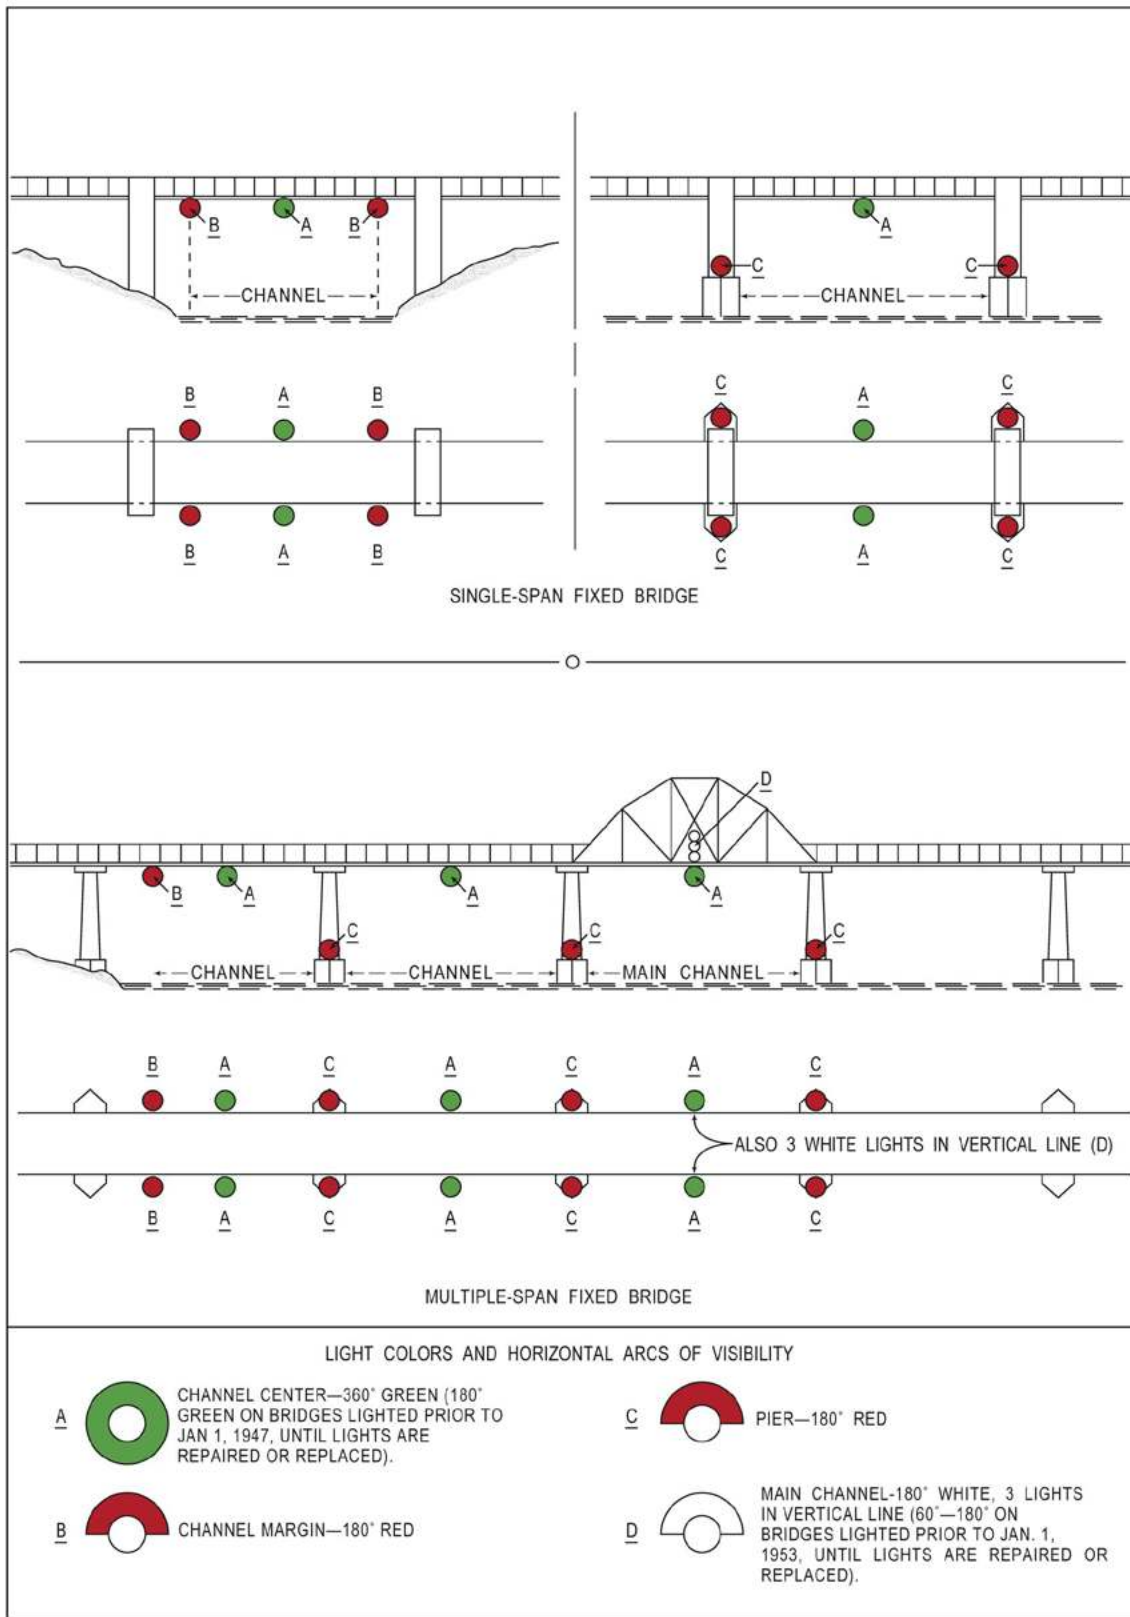 B A B
CHANNEL
A
C C
CHANNEL
B A B
B A B
C A C
C A C
SINGLE-SPAN FIXED BRIDGE
D
B A A A
C C C
CHANNEL CHANNEL MAIN CHANNEL
B A C A C A C
ALSO 3 WHITE LIGHTS IN VERTICAL LINE (D)
B A C A C A C
MULTIPLE-SPAN FIXED BRIDGE
LIGHT COLORS AND HORIZONTAL ARCS OF VISIBILITY
A
CHANNEL CENTER—360° GREEN (180°
GREEN ON BRIDGES LIGHTED PRIOR TO
JAN 1, 1947, UNTIL LIGHTS ARE
REPAIRED OR REPLACED).
B
CHANNEL MARGIN—180° RED
C
PIER—180° RED
D
MAIN CHANNEL-180° WHITE, 3 LIGHTS
IN VERTICAL LINE (60°—180° ON
BRIDGES LIGHTED PRIOR TO JAN. 1,
1953, UNTIL LIGHTS ARE REPAIRED OR
REPLACED).